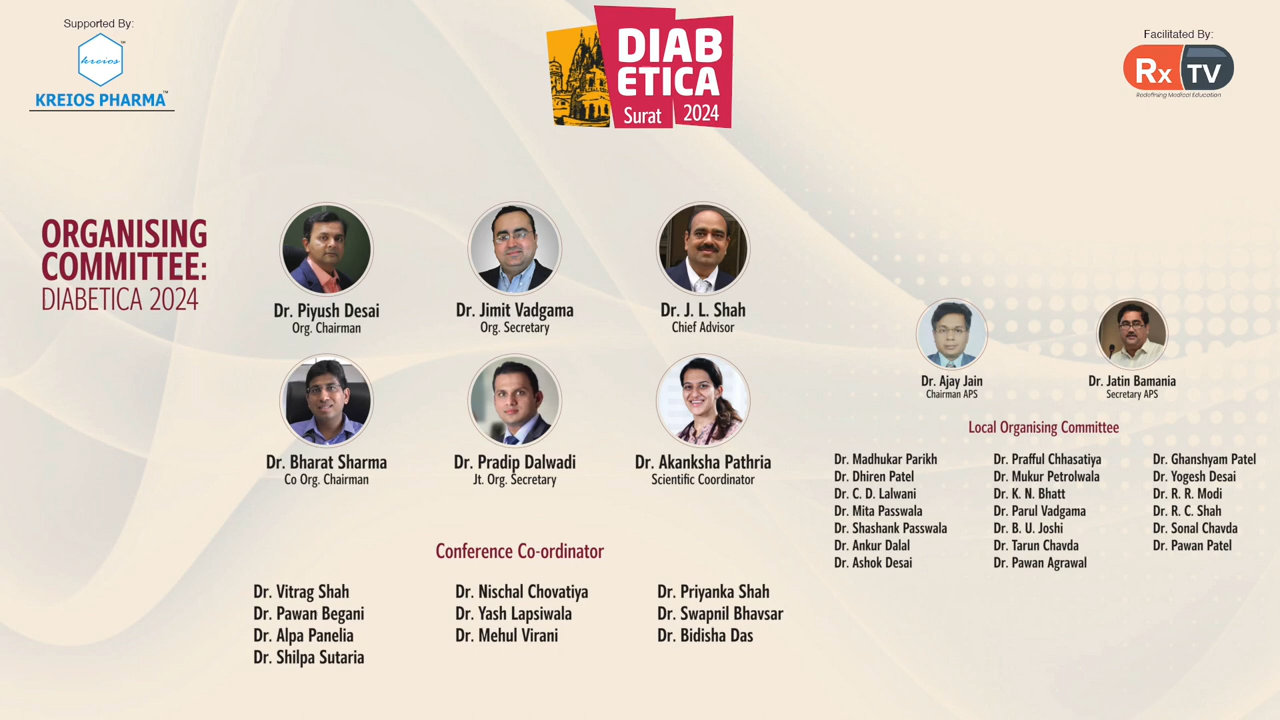 Supported By:
kreios
KREIOS PHARMA™
DIAB
ETICA
Surat 2024
Facilitated By:
Rx TV
Redefining Medical Education
ORGANISING
COMMITTEE:
DIABETICA 2024
Dr. Piyush Desai
Org. Chairman
Dr. Jimit Vadgama
Org. Secretary
Dr. J. L. Shah
Chief Advisor
Dr. Bharat Sharma
Co Org. Chairman
Dr. Pradip Dalwadi
Jt. Org. Secretary
Dr. Akanksha Pathria
Scientific Coordinator
Conference Co-ordinator
Dr. Vitrag Shah
Dr. Pawan Begani
Dr. Alpa Panelia
Dr. Shilpa Sutaria
Dr. Nischal Chovatiya
Dr. Yash Lapsiwala
Dr. Mehul Virani
Dr. Priyanka Shah
Dr. Swapnil Bhavsar
Dr. Bidisha Das
Dr. Ajay Jain
Chairman APS
Dr. Jatin Bamania
Secretary APS
Local Organising Committee
Dr. Madhukar Parikh
Dr. Dhiren Patel
Dr. C. D. Lalwani
Dr. Mita Passwala
Dr. Shashank Passwala
Dr. Ankur Dalal
Dr. Ashok Desai
Dr. Prafful Chhasatiya
Dr. Mukur Petrolwala
Dr. K. N. Bhatt
Dr. Parul Vadgama
Dr. B. U. Joshi
Dr. Tarun Chavda
Dr. Pawan Agrawal
Dr. Ghanshyam Patel
Dr. Yogesh Desai
Dr. R. R. Modi
Dr. R. C. Shah
Dr. Sonal Chavda
Dr. Pawan Patel